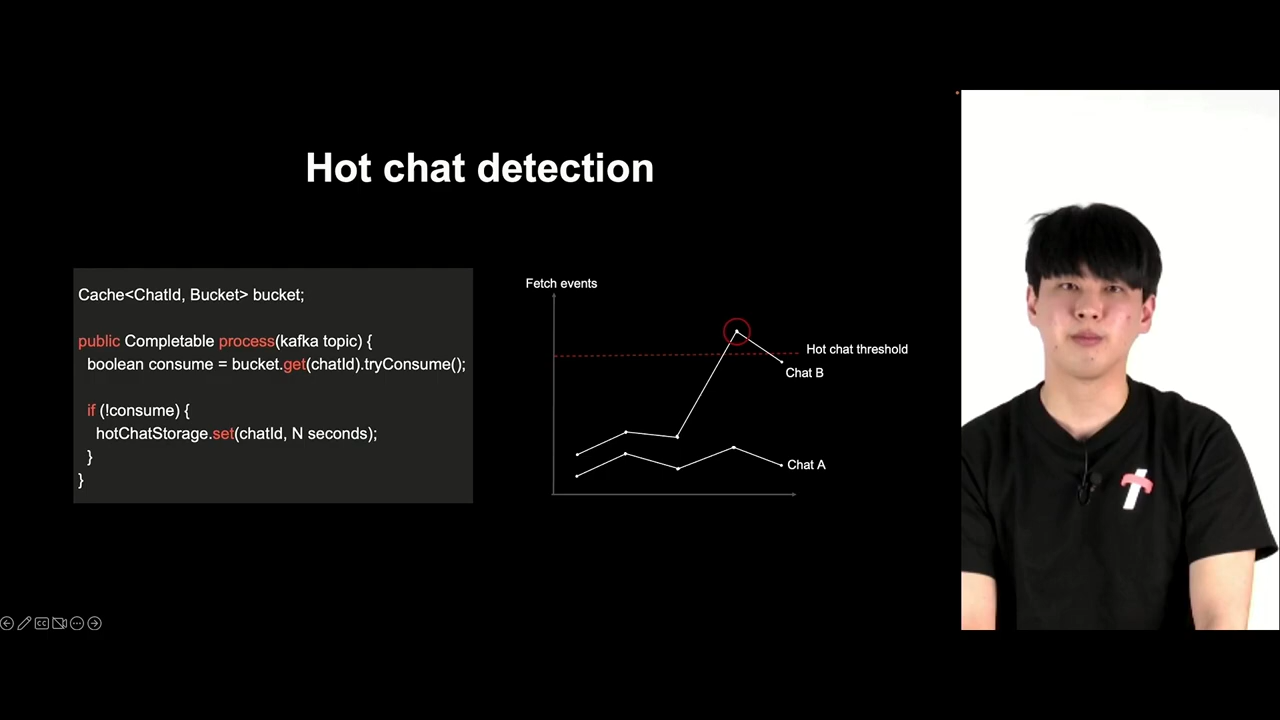 Hot chat detection
Cache<ChatId, Bucket> bucket;
public Completable process(kafka topic) {
boolean consume = bucket.get(chatId).tryConsume();
if (!consume) {
hotChatStorage.set(chatId, N seconds);
}
}
Fetch events
Hot chat threshold
Chat B
Chat A
CC